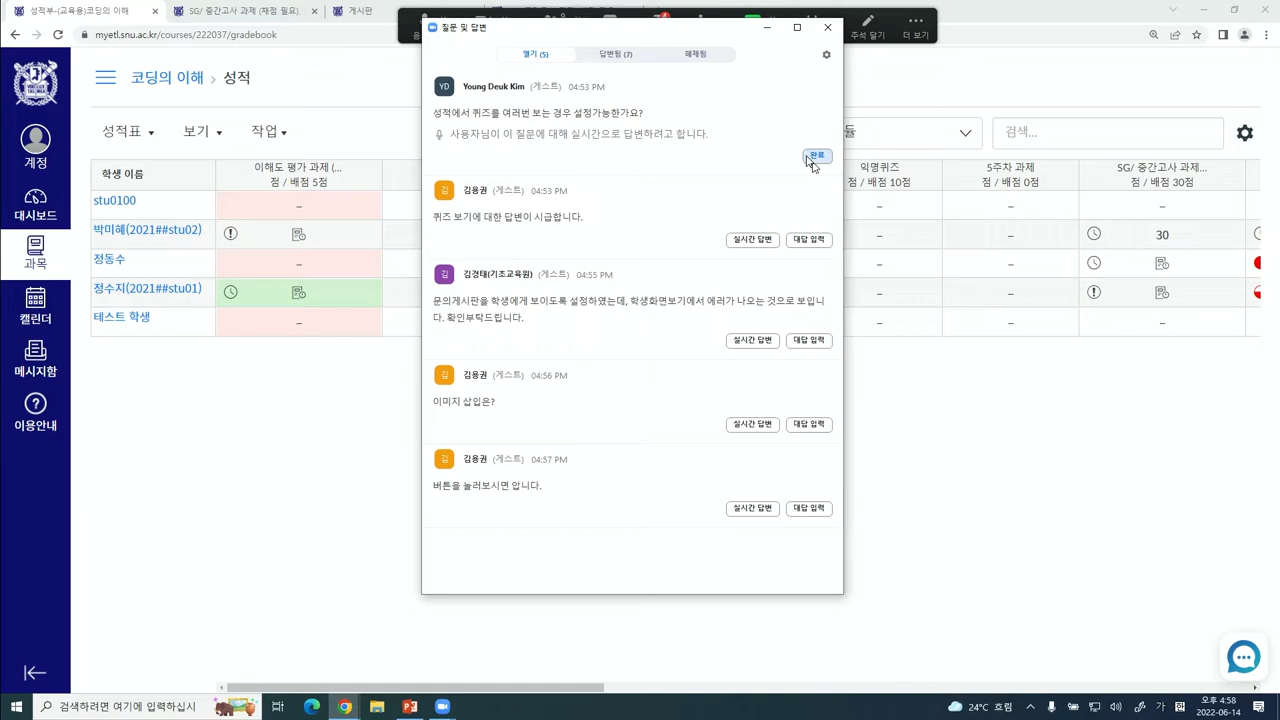 성적부-(교육용)코딩의 이해
SG/ 중간고사 과제 (채점 필요)...
게시판
222037/gradebook
주석 달기
더 보기
질문 및 답변
열기 (5)
답변됨 (7)
해제됨
YD
Young Deuk Kim (게스트) 04:53 PM
성적에서 퀴즈를 여러번 보는 경우 설정가능한가요?
사용자님이 이 질문에 대해 실시간으로 답변하려고 합니다.
완료
김
김용권 (게스트) 04:53 PM
퀴즈 보기에 대한 답변이 시급합니다.
실시간 답변
대답 입력
김
김경태(기초교육원) (게스트) 04:55 PM
문의게시판을 학생에게 보이도록 설정하였는데, 학생화면보기에서 에러가 나오는 것으로 보입니
다. 확인부탁드립니다.
실시간 답변
대답 입력
김
김용권 (게스트) 04:56 PM
이미지 삽입은?
실시간 답변
대답 입력
김
김용권 (게스트) 04:57 PM
버튼을 눌러보시면 압니다.
실시간 답변
대답 입력
계정
대시보드
과목
캘린더
메시지함
이용안내
코딩의 이해 › 성적
성적표
보기
작업
검색...
학생 이름
이해도 평가 과제 (...
점 / 배점 5점
익명퀴즈
점 / 배점 10점
5주차 과제
점 / 배점 0점
SG/ 중간고사 과제...
점 / 배점 30점
stu0100
–
–
–
–
박미혜(2021##stu02)
–
–
30
정동수
–
–
–
정수지(2021##stu01)
–
–
테스트 학생
–
–
–
–
검색하려면 여기에 입력하십시
24°C 흐림
가
오후 4:58
2022-06-14